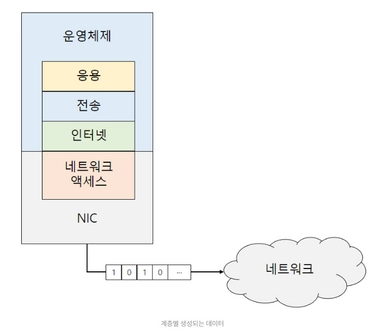 운영체제
응용
전송
인터넷
네트워크
액세스
NIC
1 0 1 0 ...
네트워크
계층별 생성되는 데이터